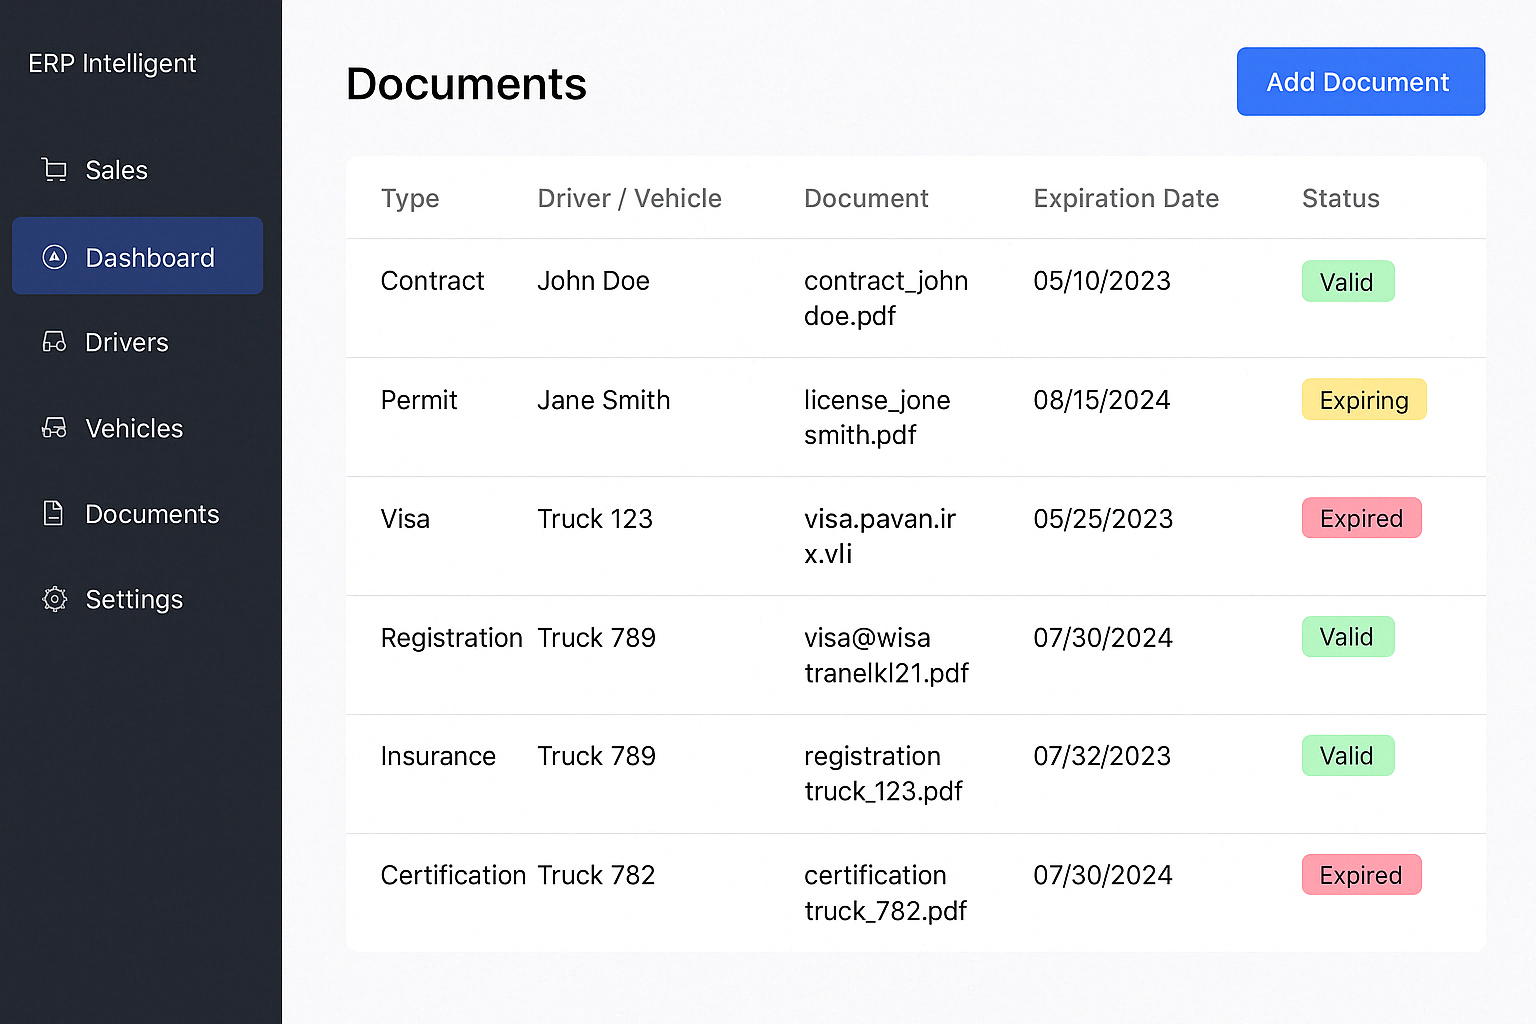 ERP Intelligent
Sales
Dashboard
Drivers
Vehicles
Documents
Settings
Documents
Add Document
Type Driver / Vehicle Document Expiration Date Status
Contract John Doe contract_john 05/10/2023 Valid
doe.pdf
Permit Jane Smith license_jone 08/15/2024 Expiring
smith.pdf
Visa Truck 123 visa.pavan.ir 05/25/2023 Expired
x.vli
Registration Truck 789 visa@wisa 07/30/2024 Valid
tranelkl21.pdf
Insurance Truck 789 registration 07/32/2023 Valid
truck_123.pdf
Certification Truck 782 certification 07/30/2024 Expired
truck_782.pdf